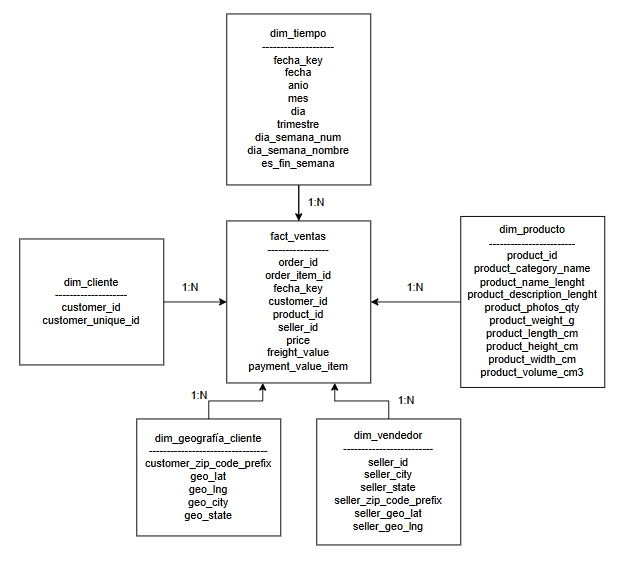 dim_tiempo
--------------------
fecha_key
fecha
anio
mes
dia
trimestre
dia_semana_num
dia_semana_nombre
es_fin_semana
1:N
fact_ventas
-----------------
order_id
order_item_id
fecha_key
customer_id
product_id
seller_id
price
freight_value
payment_value_item
dim_cliente
--------------------
customer_id
customer_unique_id
1:N
dim_producto
------------------------
product_id
product_category_name
product_name_lenght
product_description_lenght
product_photos_qty
product_weight_g
product_length_cm
product_height_cm
product_width_cm
product_volume_cm3
1:N
1:N
dim_geografía_cliente
---------------------------------
customer_zip_code_prefix
geo_lat
geo_lng
geo_city
geo_state
1:N
dim_vendedor
-------------------------
seller_id
seller_city
seller_state
seller_zip_code_prefix
seller_geo_lat
seller_geo_lng